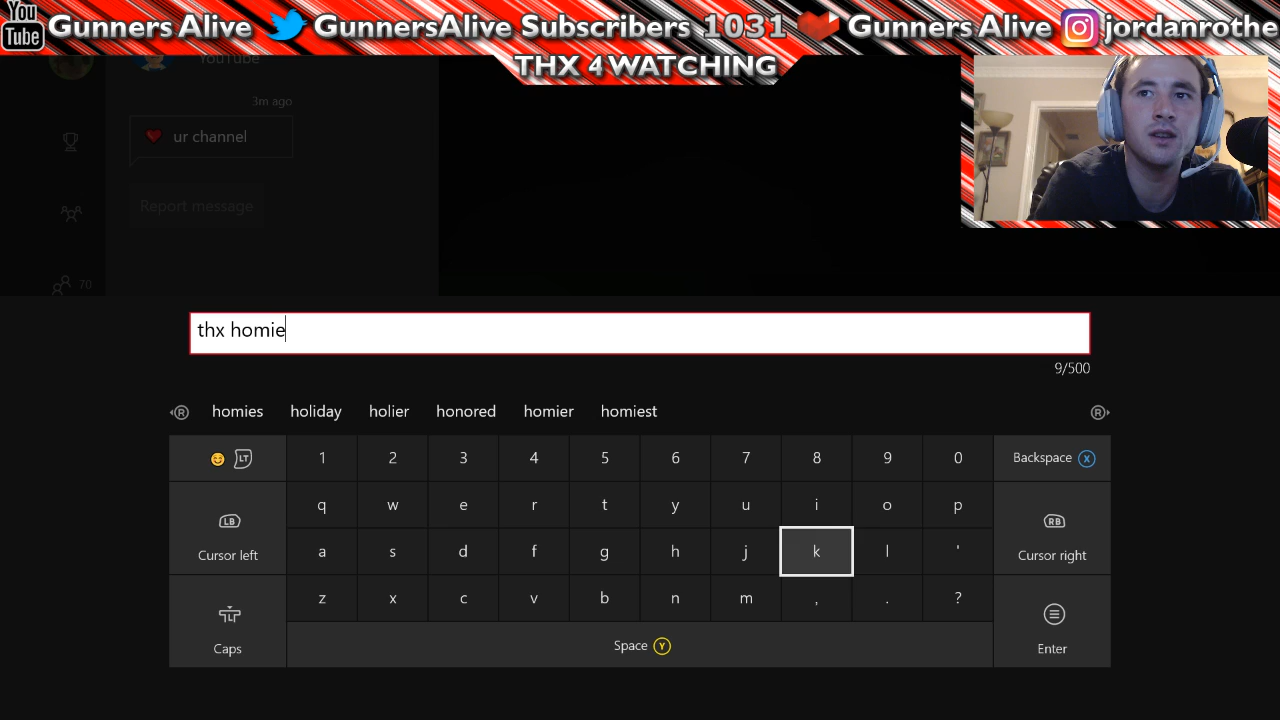 You Tube Gunners Alive GunnersAlive Subscribers 1031 Gunners Alive jordanrothe
THX 4 WATCHING
YouTube
3m ago
ur channel
Report message
70
thx homie
9/500
R homies holiday holier honored homier homiest R
LT 1 2 3 4 5 6 7 8 9 0 Backspace X
q w e r t y u i o p
LB RB
Cursor left a s d f g h j k l ' Cursor right
z x c v b n m , . ?
LT
Caps Space Y Enter